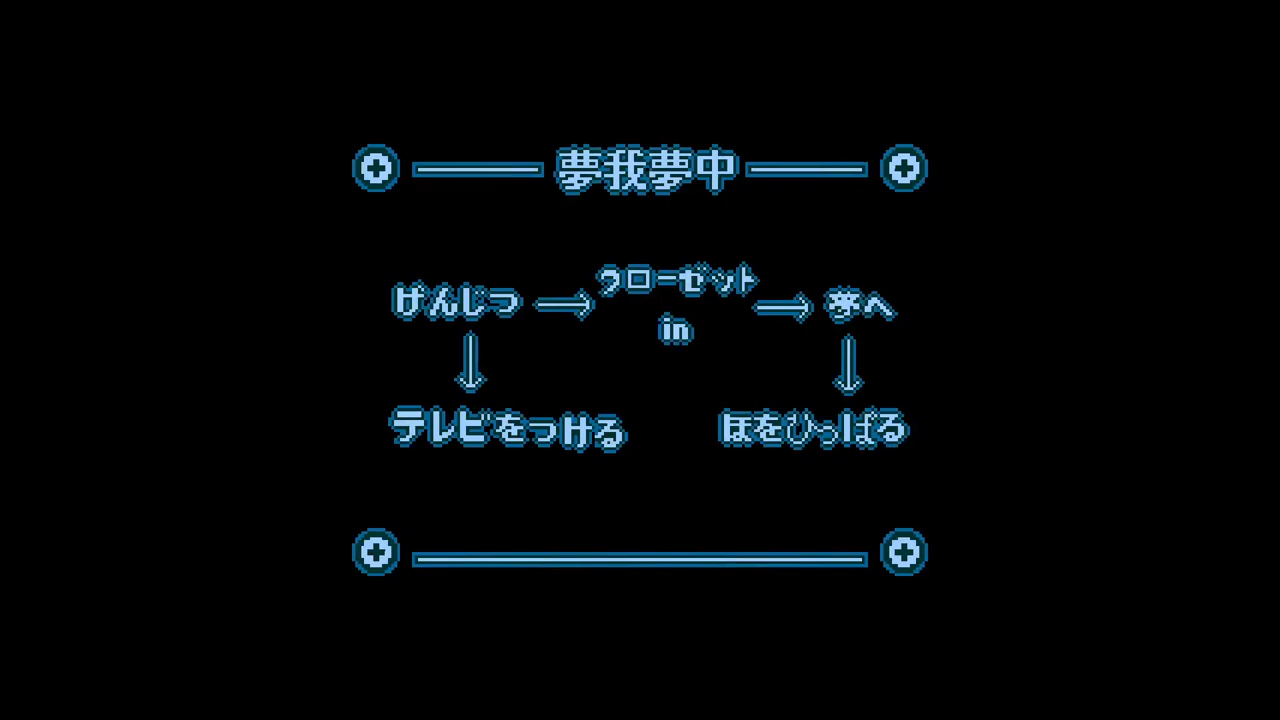 夢我夢中
げんじつ → クローゼット
in → 夢へ
↓ ↓
テレビをつける ほをひっぱる